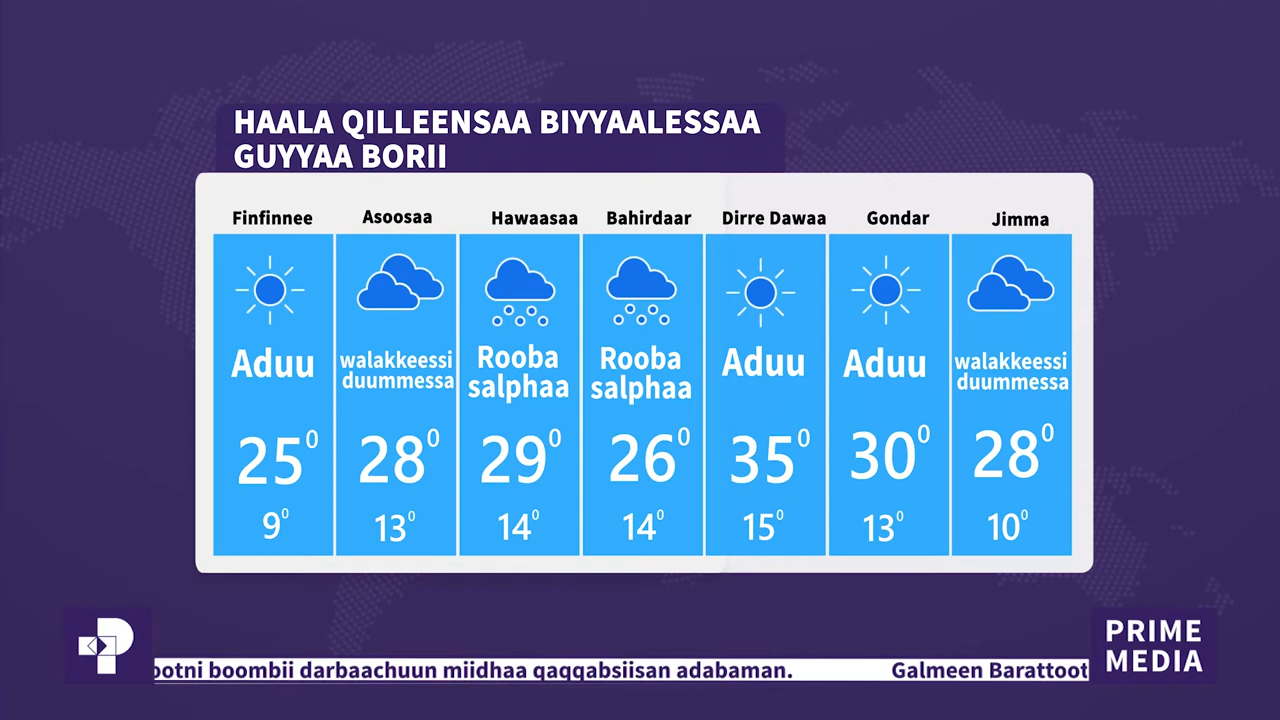 HAALA QILLEENSAA BIYYAALESSAA
GUYYAA BORII
Finfinnee
Aduu
25⁰
9⁰
Asoosaa
walakkeessi
duummessa
28⁰
13⁰
Hawaasaa
Rooba
salphaa
29⁰
14⁰
Bahirdaar
Rooba
salphaa
26⁰
14⁰
Dirre Dawaa
Aduu
35⁰
15⁰
Gondar
Aduu
30⁰
13⁰
Jimma
walakkeessi
duummessa
28⁰
10⁰
ootni boombii darbaachuun miidhaa qaqqabsiisan adabaman. Galmeen Barattoot
PRIME
MEDIA